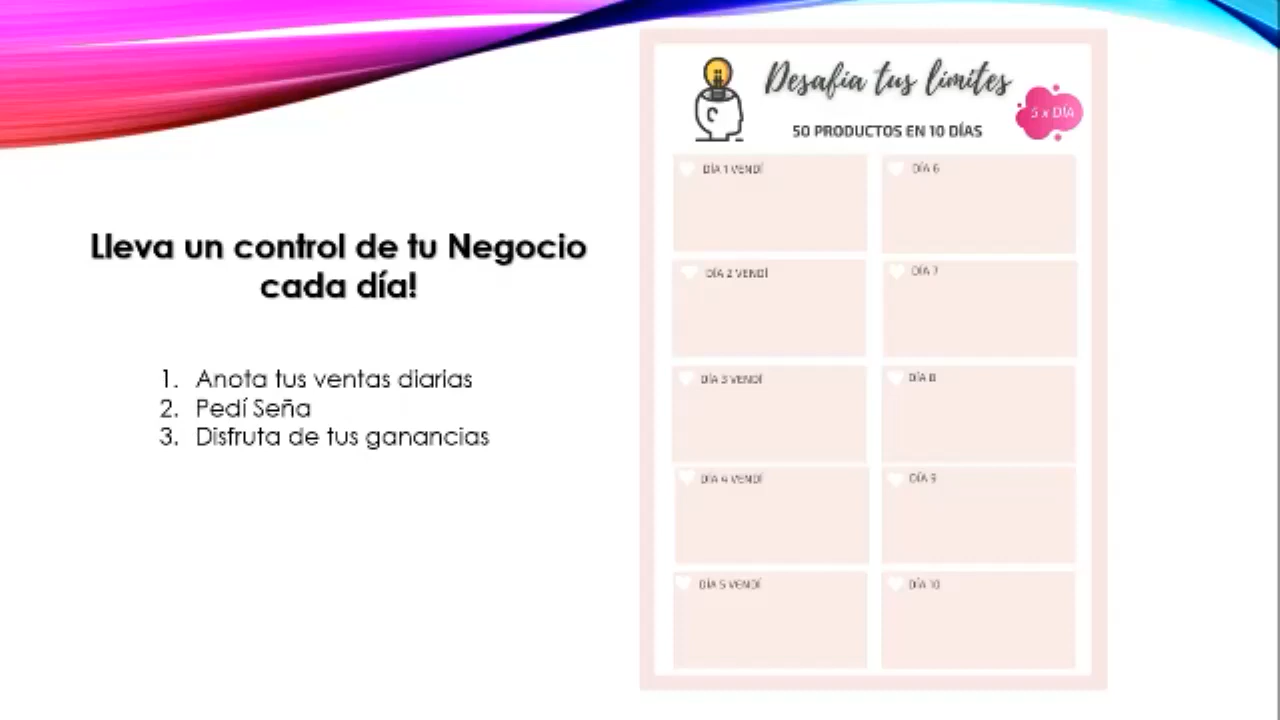 Lleva un control de tu Negocio
cada día!
1. Anota tus ventas diarias
2. Pedí Seña
3. Disfruta de tus ganancias
Desafia tus límites
5 x DÍA
50 PRODUCTOS EN 10 DÍAS
DÍA 1 VENDÍ
DÍA 6
DÍA 2 VENDÍ
DÍA 7
DÍA 3 VENDÍ
DÍA 8
DÍA 4 VENDÍ
DÍA 9
DÍA 5 VENDÍ
DÍA 10